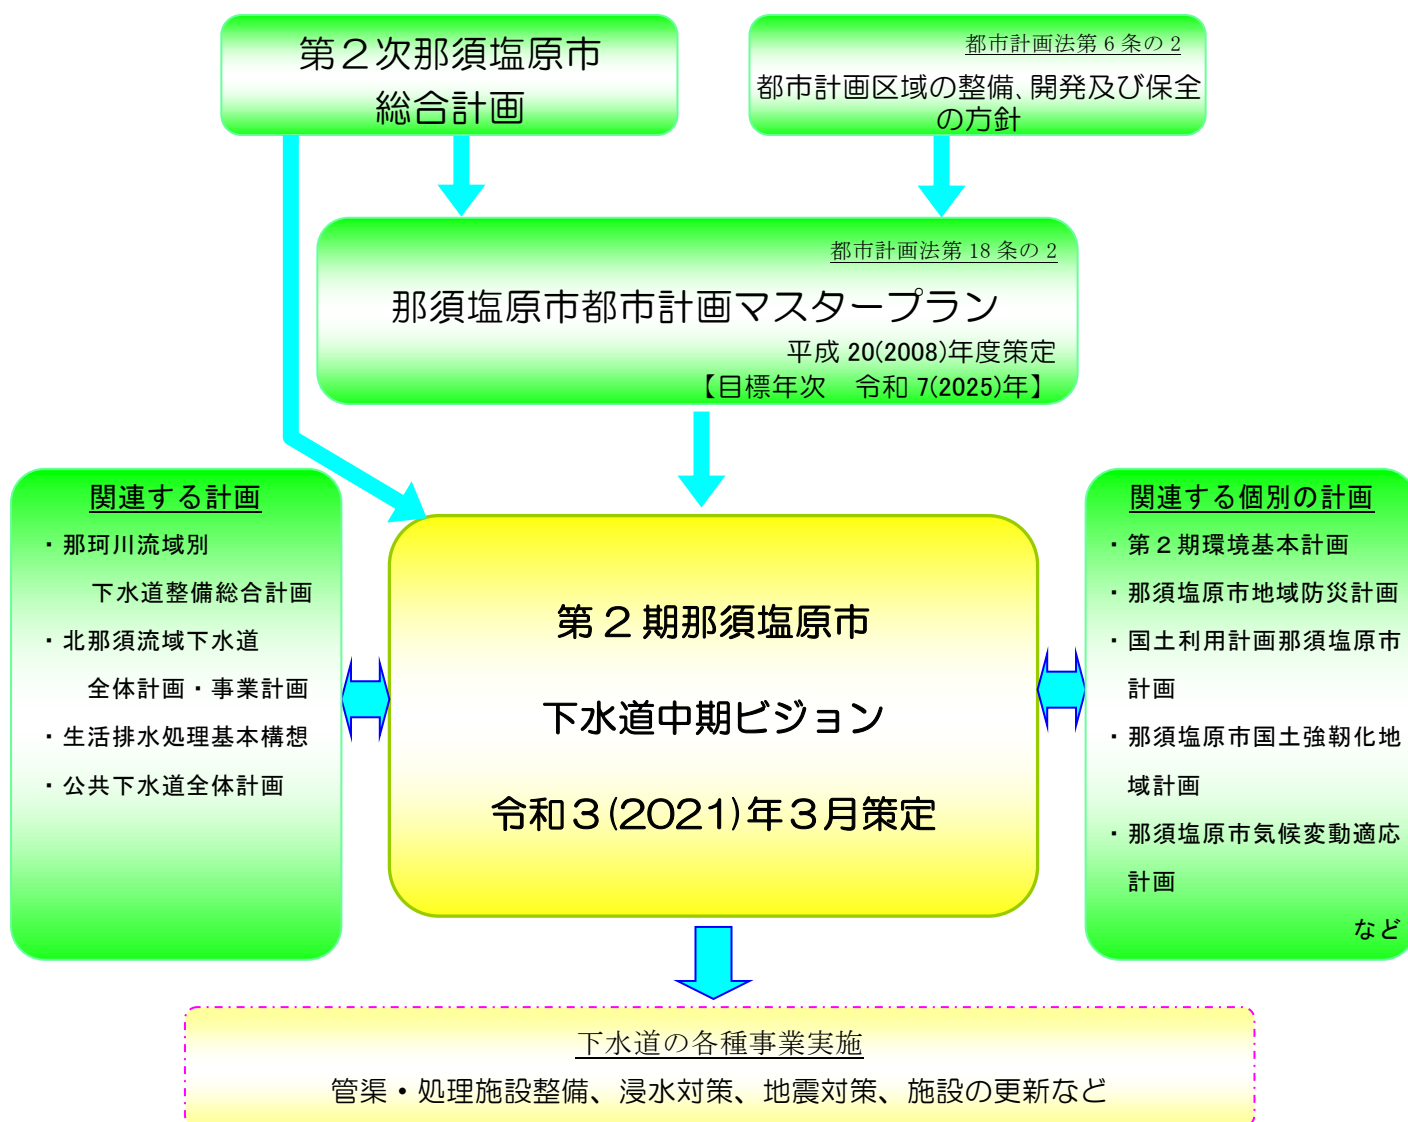 第２次那須塩原市
総合計画
都市計画法第 6 条の 2
都市計画区域の整備、開発及び保全
の方針
都市計画法第 18 条の 2
那須塩原市都市計画マスタープラン
平成 20(2008)年度策定
【目標年次　令和 7(2025)年】
関連する計画
・那珂川流域別
下水道整備総合計画
・北那須流域下水道
全体計画・事業計画
・生活排水処理基本構想
・公共下水道全体計画
第２期那須塩原市
下水道中期ビジョン
令和３(2021)年３月策定
関連する個別の計画
・第２期環境基本計画
・那須塩原市地域防災計画
・国土利用計画那須塩原市
計画
・那須塩原市国土強靭化地
域計画
・那須塩原市気候変動適応
計画
など
下水道の各種事業実施
管渠・処理施設整備、浸水対策、地震対策、施設の更新など